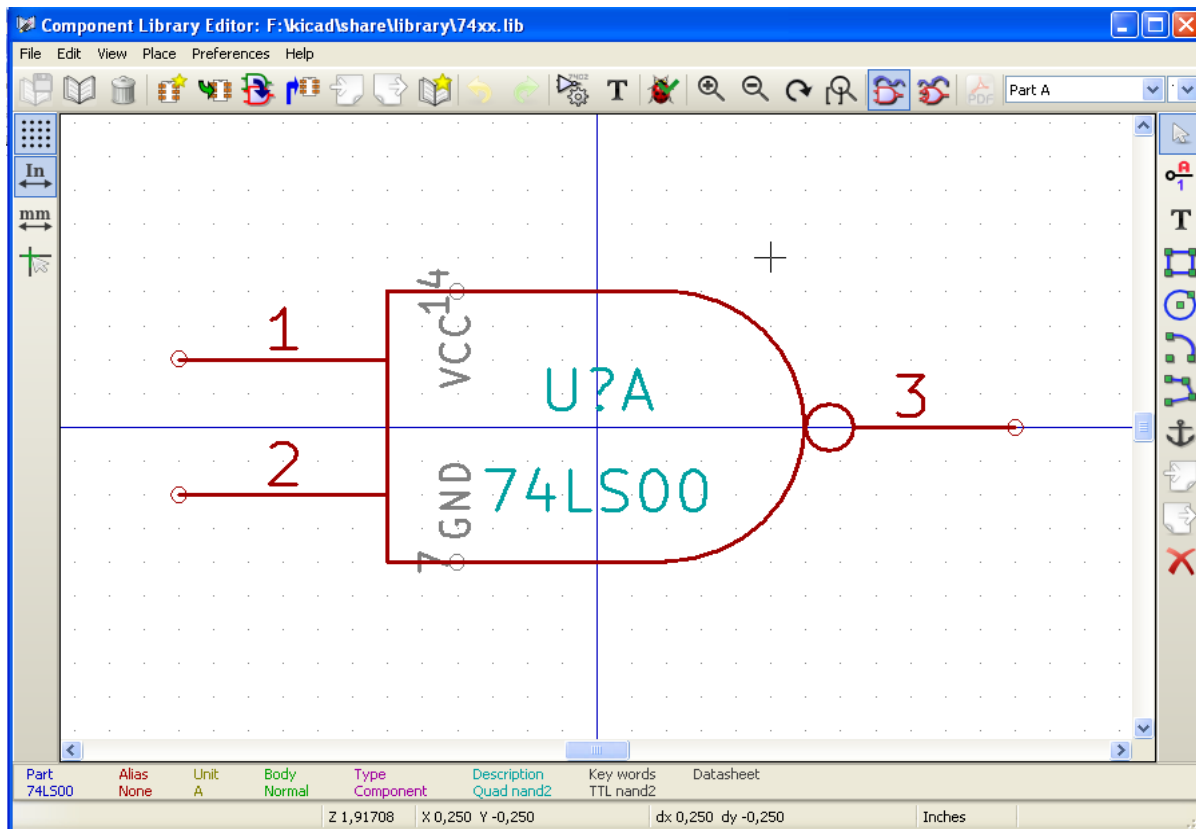 Component Library Editor: F:\kicad\share\library\74xx.lib
File Edit View Place Preferences Help
T PDF Part A
In
mm
A
1
T
14
VCC
1
U?A
3
2
GND
74LS00
7
Part Alias Unit Body Type Description Key words Datasheet
74LS00 None A Normal Component Quad nand2 TTL nand2
Z 1,91708 X 0,250 Y -0,250 dx 0,250 dy -0,250 Inches